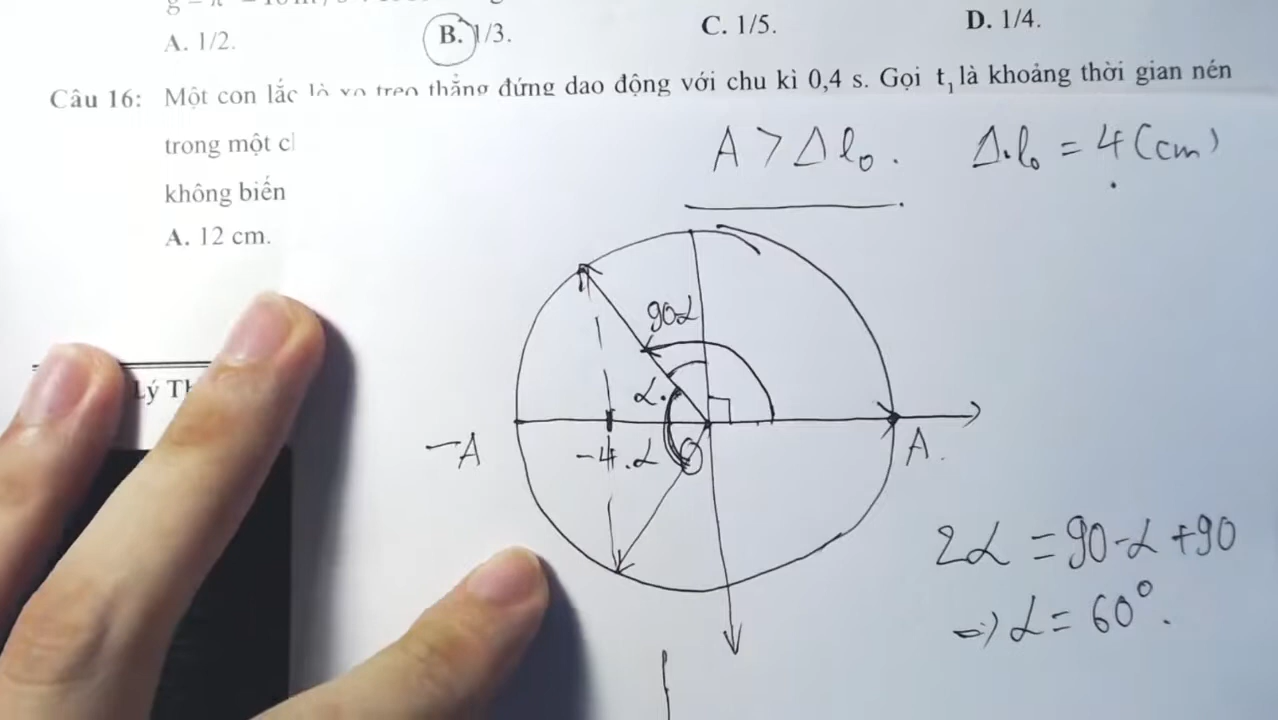 A. 1/2.
B. 1/3.
C. 1/5.
D. 1/4.
Câu 16: Một con lắc lò xo treo thẳng đứng dao động với chu kì 0,4 s. Gọi t₁ là khoảng thời gian nén
trong một
không biến
A. 12 cm.
A > Δl₀.
Δl₀ = 4 (cm)
90α
α.
-4.α
O
-A
A.
2α = 90-α+90
=> α = 60°.
Lý